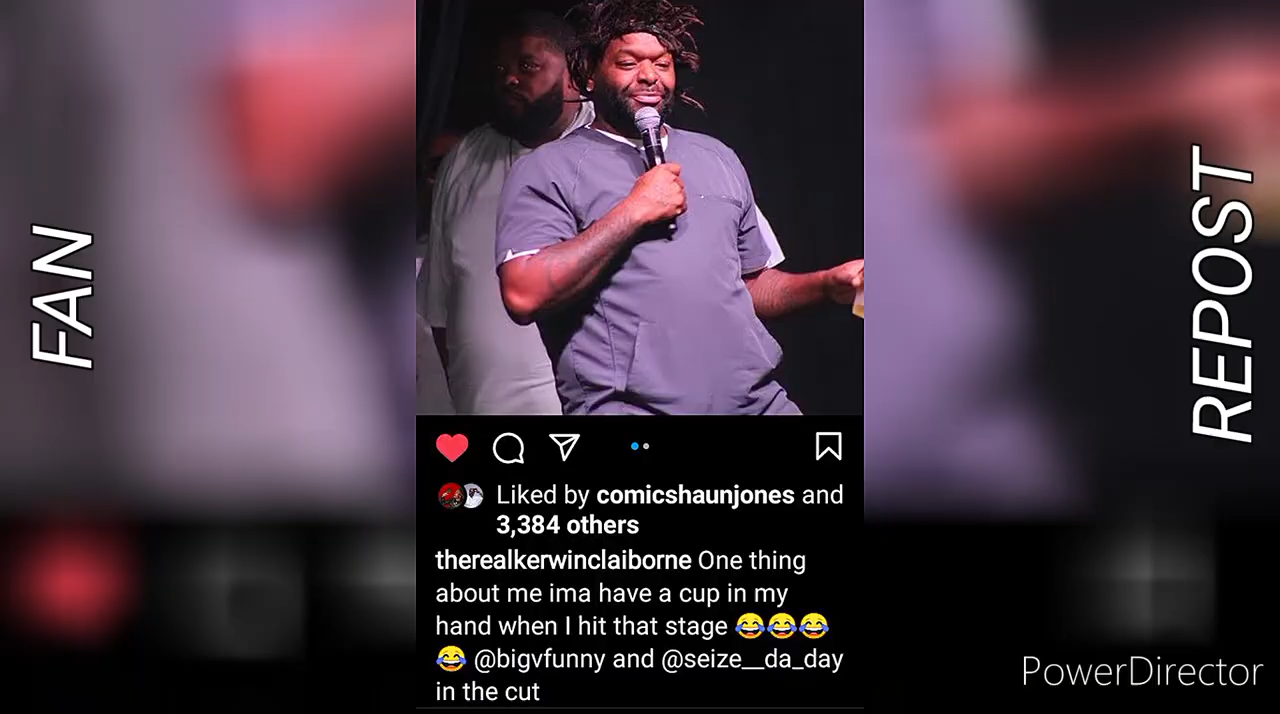 FAN
REPOST
Liked by comicshaunjones and
3,384 others
therealkerwinclaiborne One thing
about me ima have a cup in my
hand when I hit that stage 😂😂😂
😂 @bigvfunny and @seize__da_day
in the cut
PowerDirector